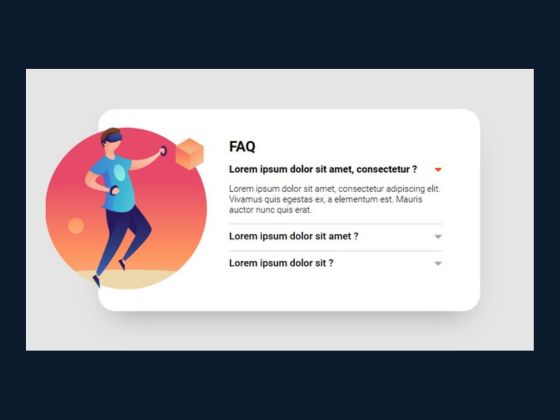 FAQ
Lorem ipsum dolor sit amet, consectetur ?
Lorem ipsum dolor sit amet, consectetur adipiscing elit.
Vivamus quis egestas ex, a elementum est. Mauris
auctor nunc quis erat.
Lorem ipsum dolor sit amet ?
Lorem ipsum dolor sit ?